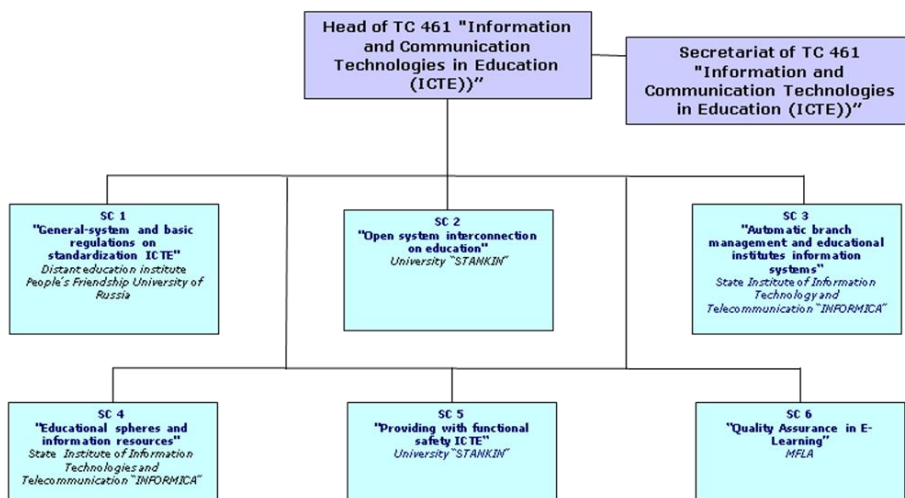 Head of TC 461 "Information
and Communication
Technologies in Education
(ICTE))”
Secretariat of TC 461
"Information and
Communication Technologies
in Education (ICTE))”
SC 1
"General-system and basic
regulations on
standardization ICTE"
Distant education institute
People’s Friendship University of
Russia
SC 2
"Open system interconnection
on education"
University “STANKIN”
SC 3
"Automatic branch
management and educational
institutes information
systems"
State Institute of Information
Technology and
Telecommunication “INFORMICA”
SC 4
"Educational spheres and
information resources"
State Institute of Information
Technologies and
Telecommunication “INFORMICA”
SC 5
"Providing with functional
safety ICTE"
University “STANKIN”
SC 6
"Quality Assurance in E-
Learning”
MFLA